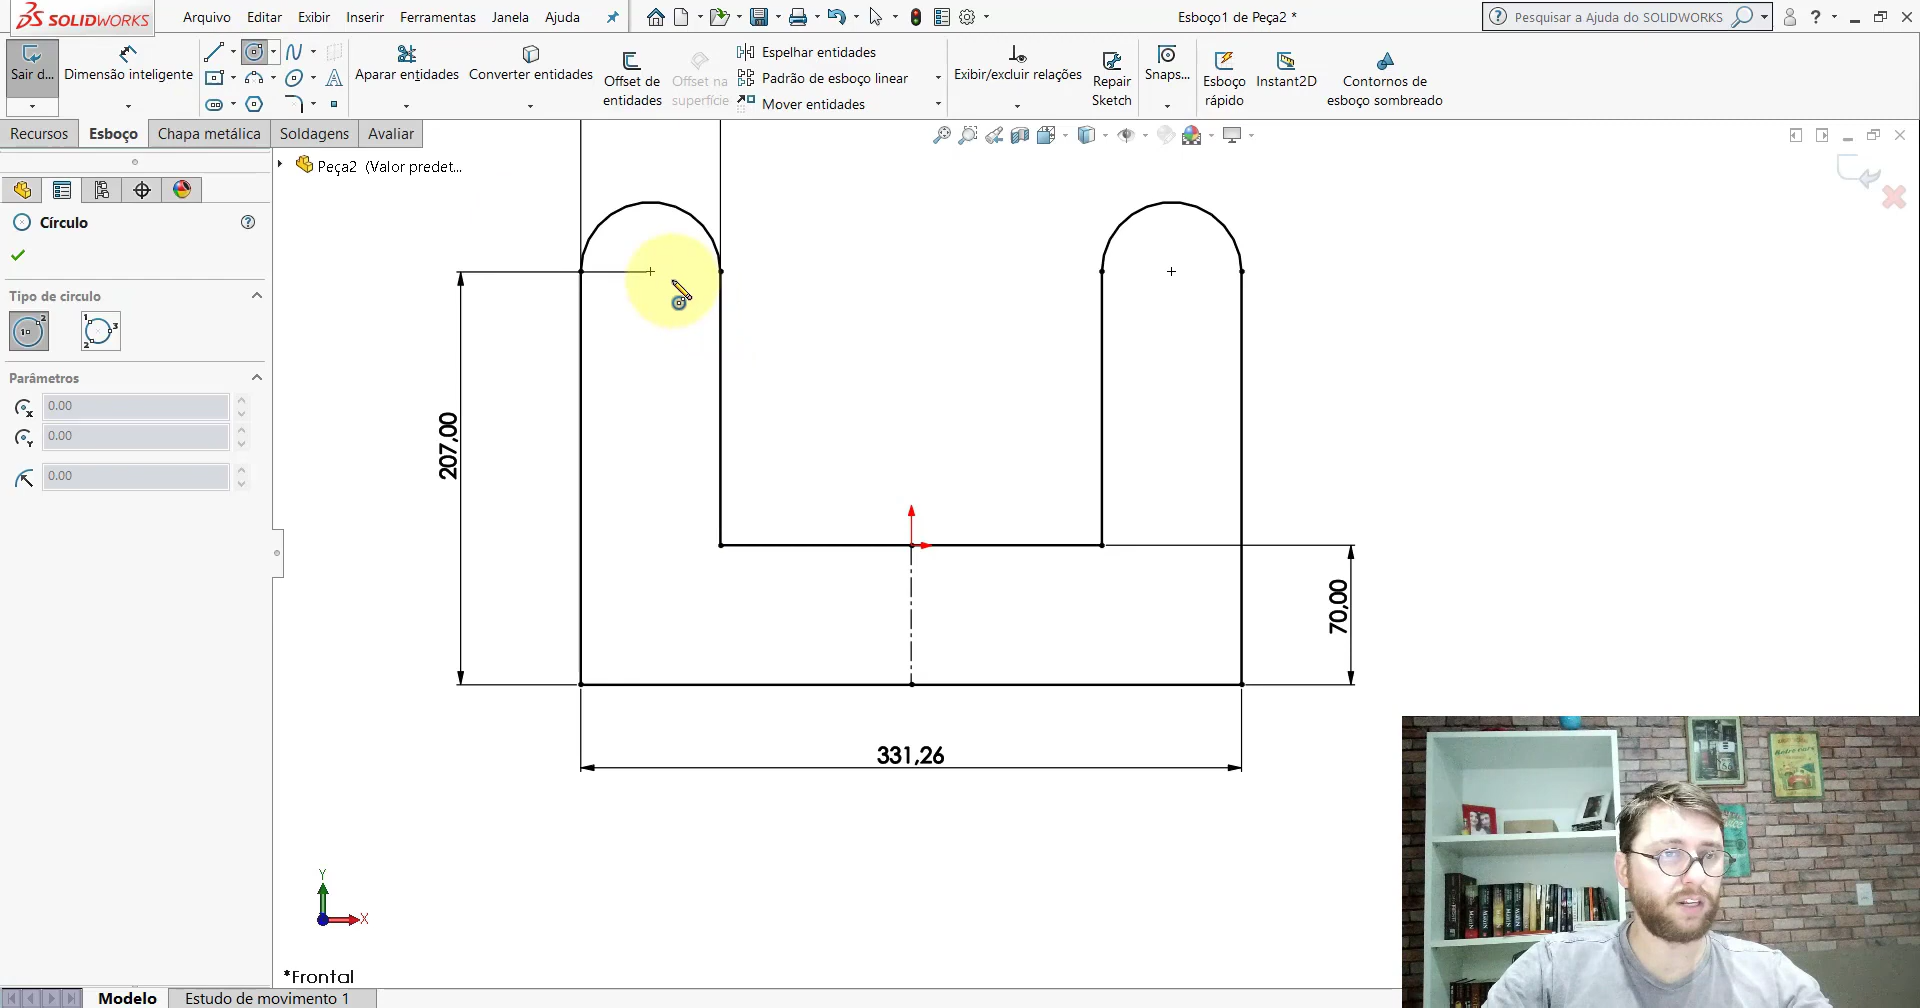 SOLIDWORKS
Arquivo Editar Exibir Inserir Ferramentas Janela Ajuda
Esboço1 de Peça2 *
Pesquisar a Ajuda do SOLIDWORKS
Sair d...
Dimensão inteligente
Aparar entidades
Converter entidades
Offset de entidades
Offset na superfície
Espelhar entidades
Padrão de esboço linear
Mover entidades
Exibir/excluir relações
Repair Sketch
Snaps...
Esboço rápido
Instant2D
Contornos de esboço sombreado
Recursos Esboço Chapa metálica Soldagens Avaliar
Peça2 (Valor predet...
Círculo
Tipo de círculo
Parâmetros
0.00
0.00
0.00
207,00
70,00
331,26
Y
X
*Frontal
Modelo Estudo de movimento 1